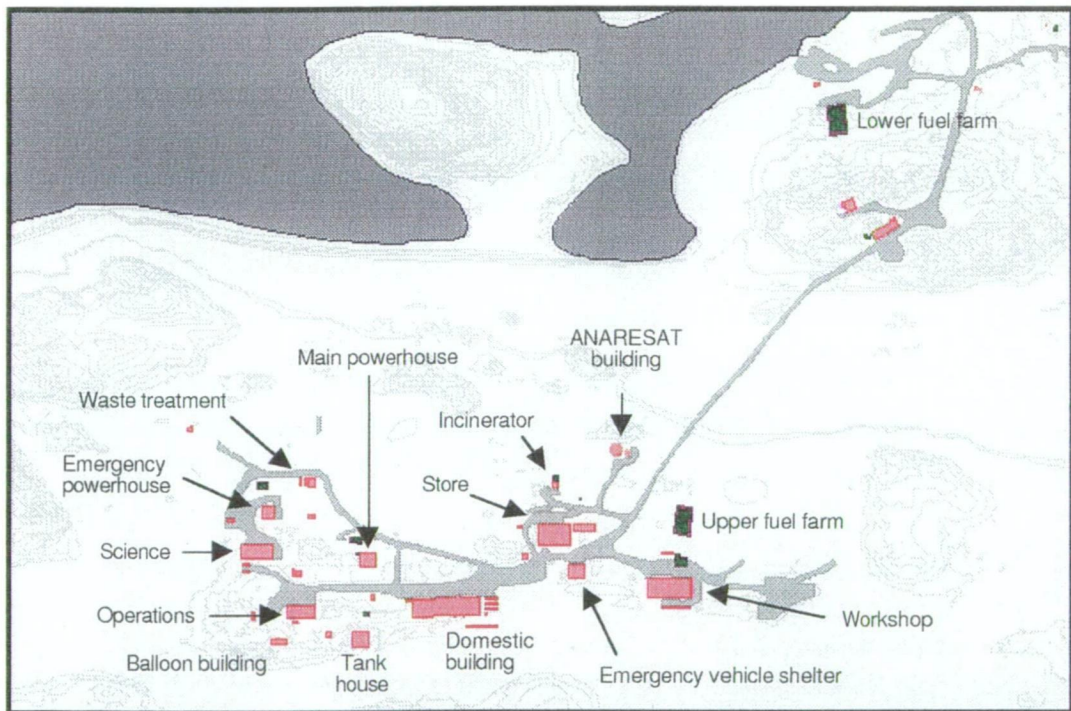 Lower fuel farm
ANARESAT
building
Main powerhouse
Waste treatment
Incinerator
Emergency
powerhouse
Store
Upper fuel farm
Science
Operations
Workshop
Balloon building
Tank
house
Domestic
building
Emergency vehicle shelter